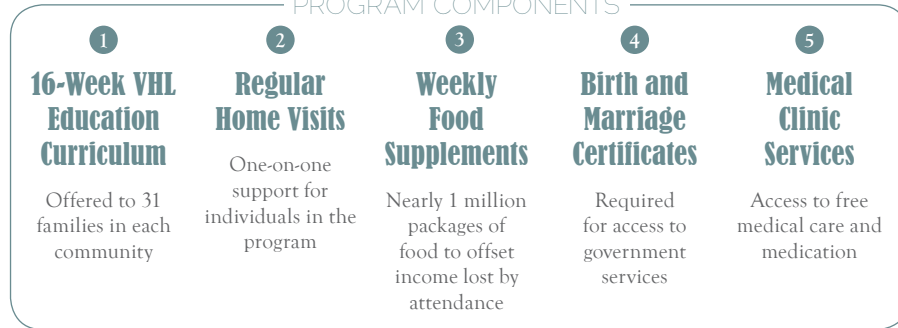 PROGRAM COMPONENTS
1
16-Week VHL
Education
Curriculum
Offered to 31
families in each
community
2
Regular
Home Visits
One-on-one
support for
individuals in the
program
3
Weekly
Food
Supplements
Nearly 1 million
packages of
food to offset
income lost by
attendance
4
Birth and
Marriage
Certificates
Required
for access to
government
services
5
Medical
Clinic
Services
Access to free
medical care and
medication